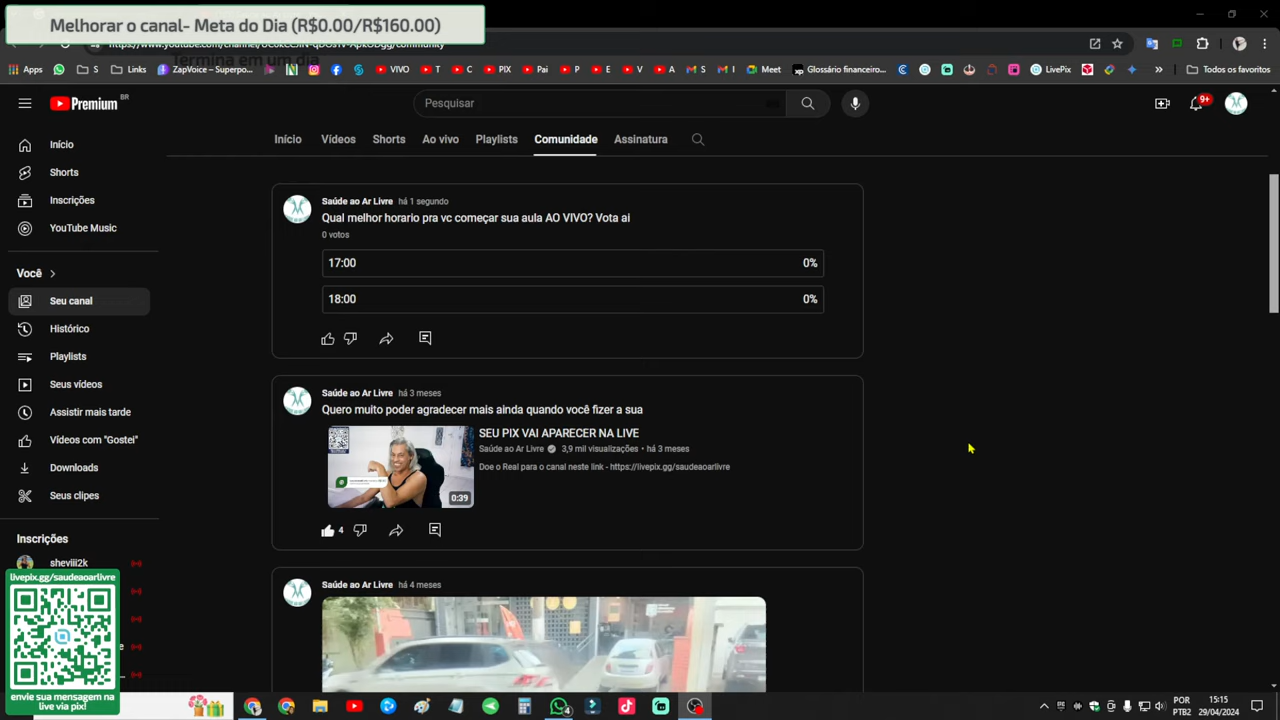 Melhorar o canal- Meta do Dia (R$0.00/R$160.00)
Termina em um dia
Apps
S
Links
ZapVoice – Superpo...
VIVO
T
C
PIX
Pai
P
E
V
A
S
I
Meet
Glossário financeiro...
LivePix
»
Todos os favoritos
Premium BR
Pesquisar
9+
Início
Vídeos
Shorts
Ao vivo
Playlists
Comunidade
Assinatura
Início
Shorts
Inscrições
YouTube Music
Você
Seu canal
Histórico
Playlists
Seus vídeos
Assistir mais tarde
Vídeos com "Gostei"
Downloads
Seus clipes
Inscrições
sheviii2k
Saúde ao Ar Livre há 1 segundo
Qual melhor horario pra vc começar sua aula AO VIVO? Vota ai
0 votos
17:00 0%
18:00 0%
Saúde ao Ar Livre há 3 meses
Quero muito poder agradecer mais ainda quando você fizer a sua
SEU PIX VAI APARECER NA LIVE
Saúde ao Ar Livre 3,9 mil visualizações • há 3 meses
Doe o Real para o canal neste link - https://livepix.gg/saudeaoarlivre
0:39
4
Saúde ao Ar Livre há 4 meses
livepix.gg/saudeaoarlivre
envie sua mensagem na
live via pix!
4
POR
PTB2
15:15
29/04/2024